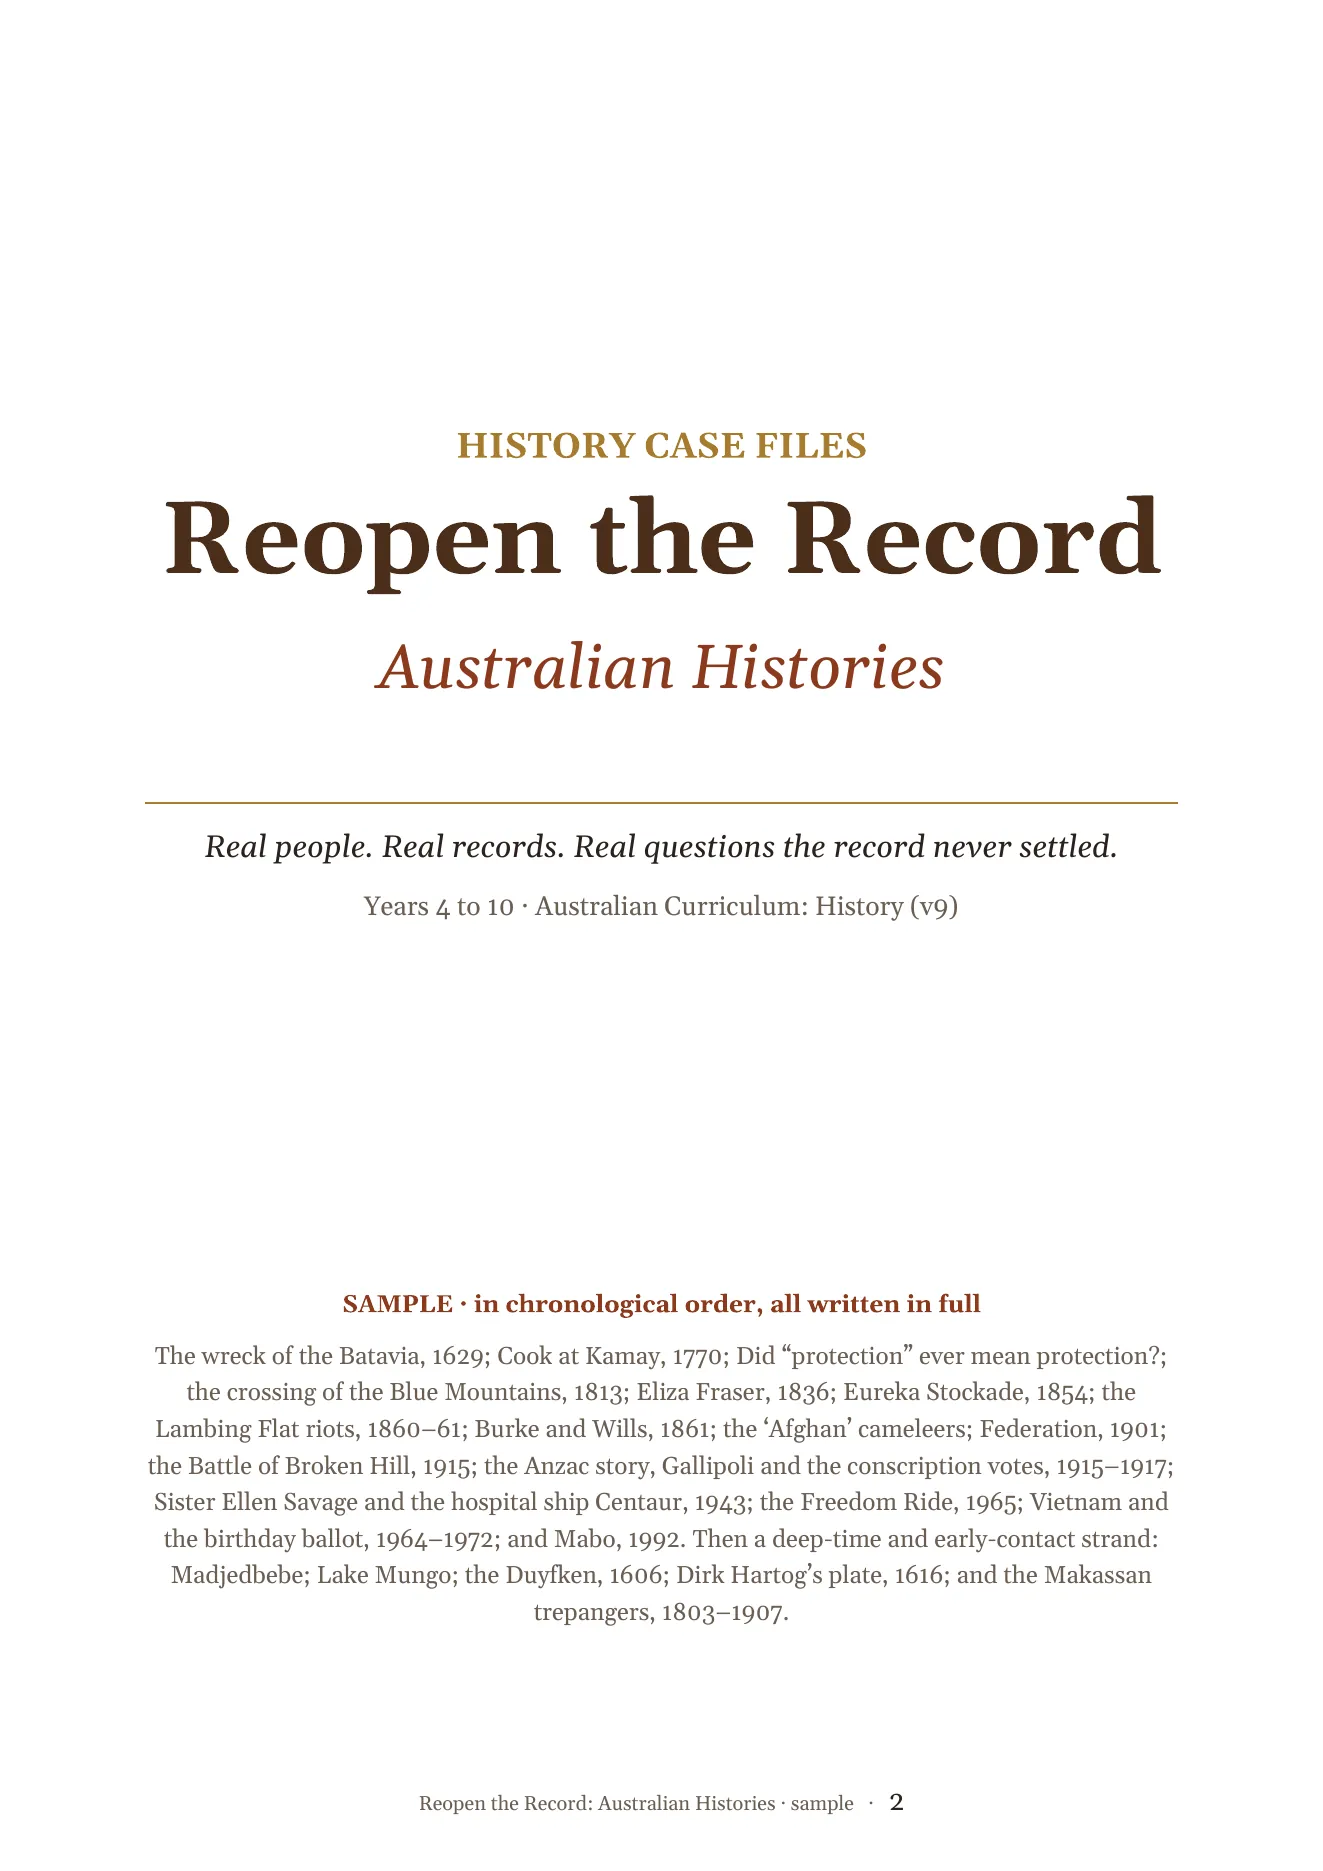 HISTORY CASE FILES
Reopen the Record
Australian Histories
Real people. Real records. Real questions the record never settled.
Years 4 to 10 · Australian Curriculum: History (v9)
SAMPLE · in chronological order, all written in full
The wreck of the Batavia, 1629; Cook at Kamay, 1770; Did “protection” ever mean protection?;
the crossing of the Blue Mountains, 1813; Eliza Fraser, 1836; Eureka Stockade, 1854; the
Lambing Flat riots, 1860–61; Burke and Wills, 1861; the ‘Afghan’ cameleers; Federation, 1901;
the Battle of Broken Hill, 1915; the Anzac story, Gallipoli and the conscription votes, 1915–1917;
Sister Ellen Savage and the hospital ship Centaur, 1943; the Freedom Ride, 1965; Vietnam and
the birthday ballot, 1964–1972; and Mabo, 1992. Then a deep-time and early-contact strand:
Madjedbebe; Lake Mungo; the Duyfken, 1606; Dirk Hartog’s plate, 1616; and the Makassan
trepangers, 1803–1907.
Reopen the Record: Australian Histories · sample · 2